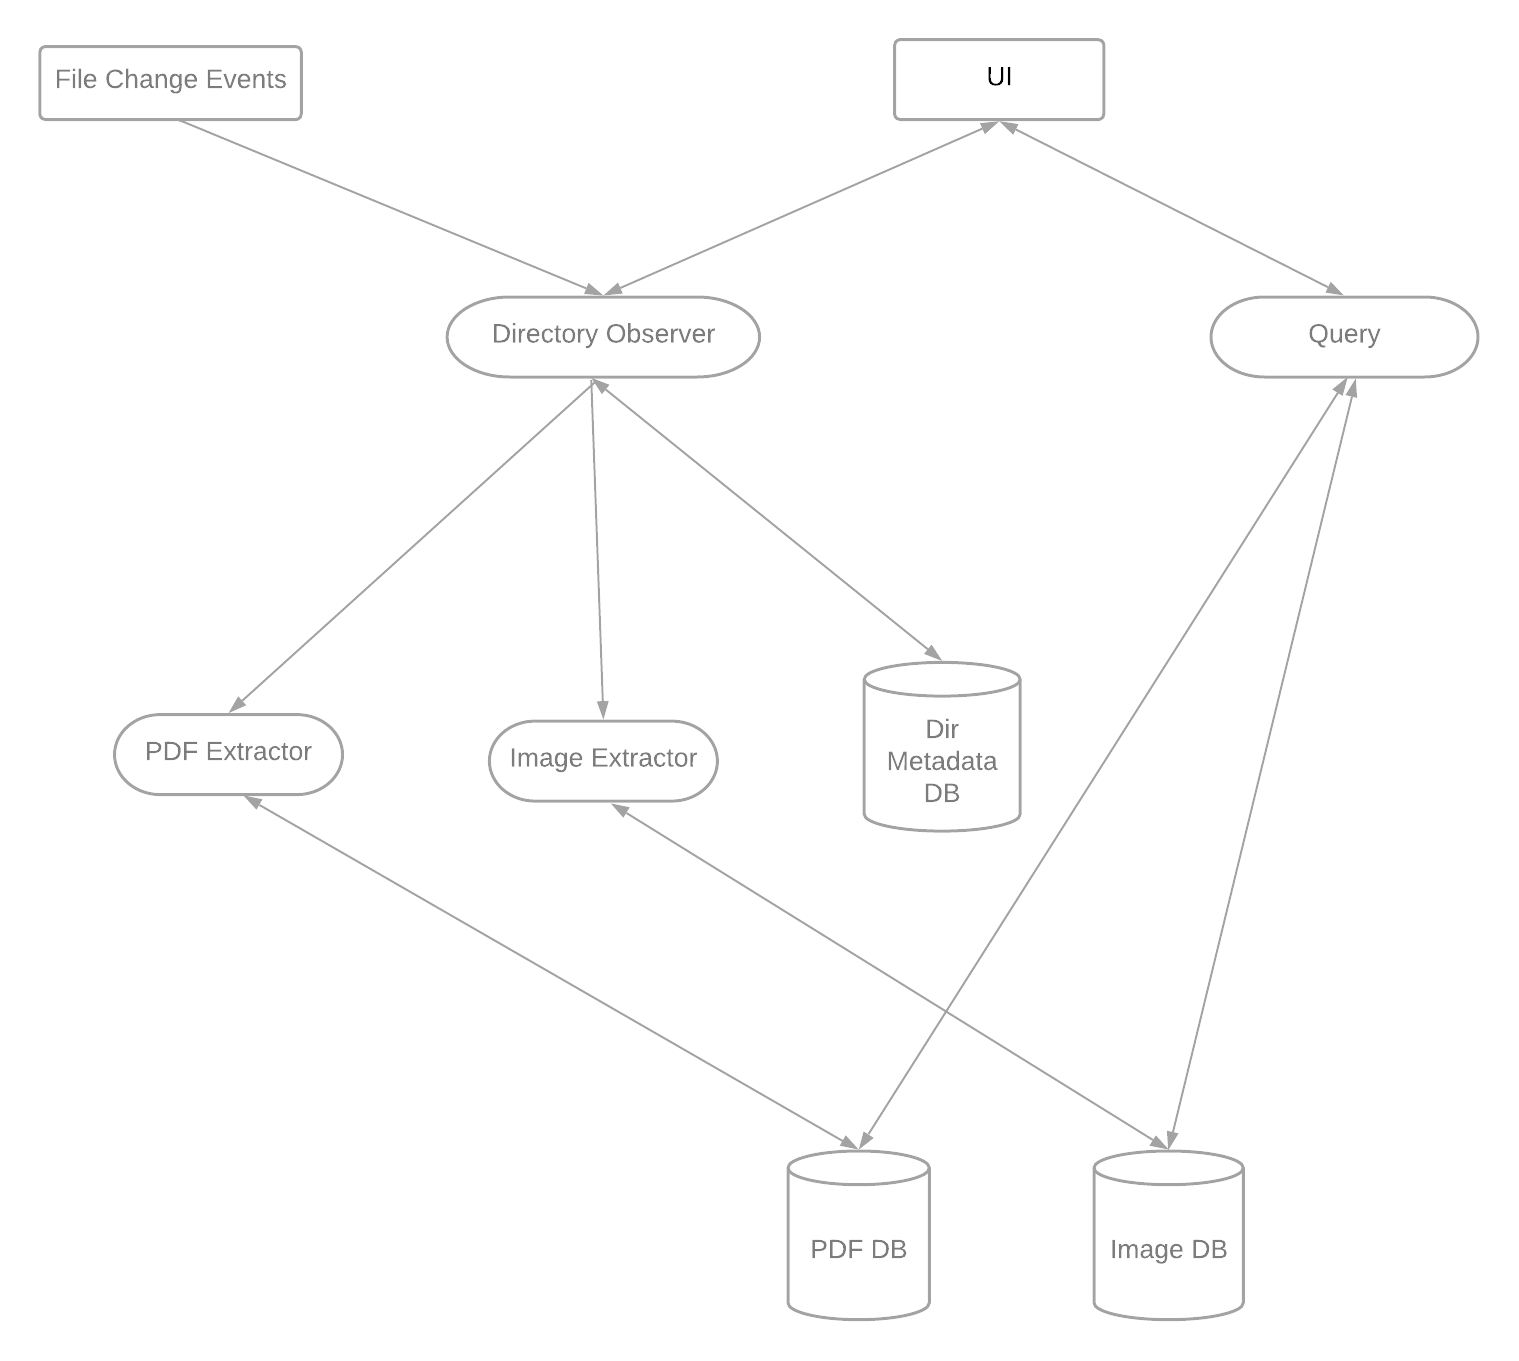 File Change Events
UI
Directory Observer
Query
PDF Extractor
Image Extractor
Dir
Metadata
DB
PDF DB
Image DB